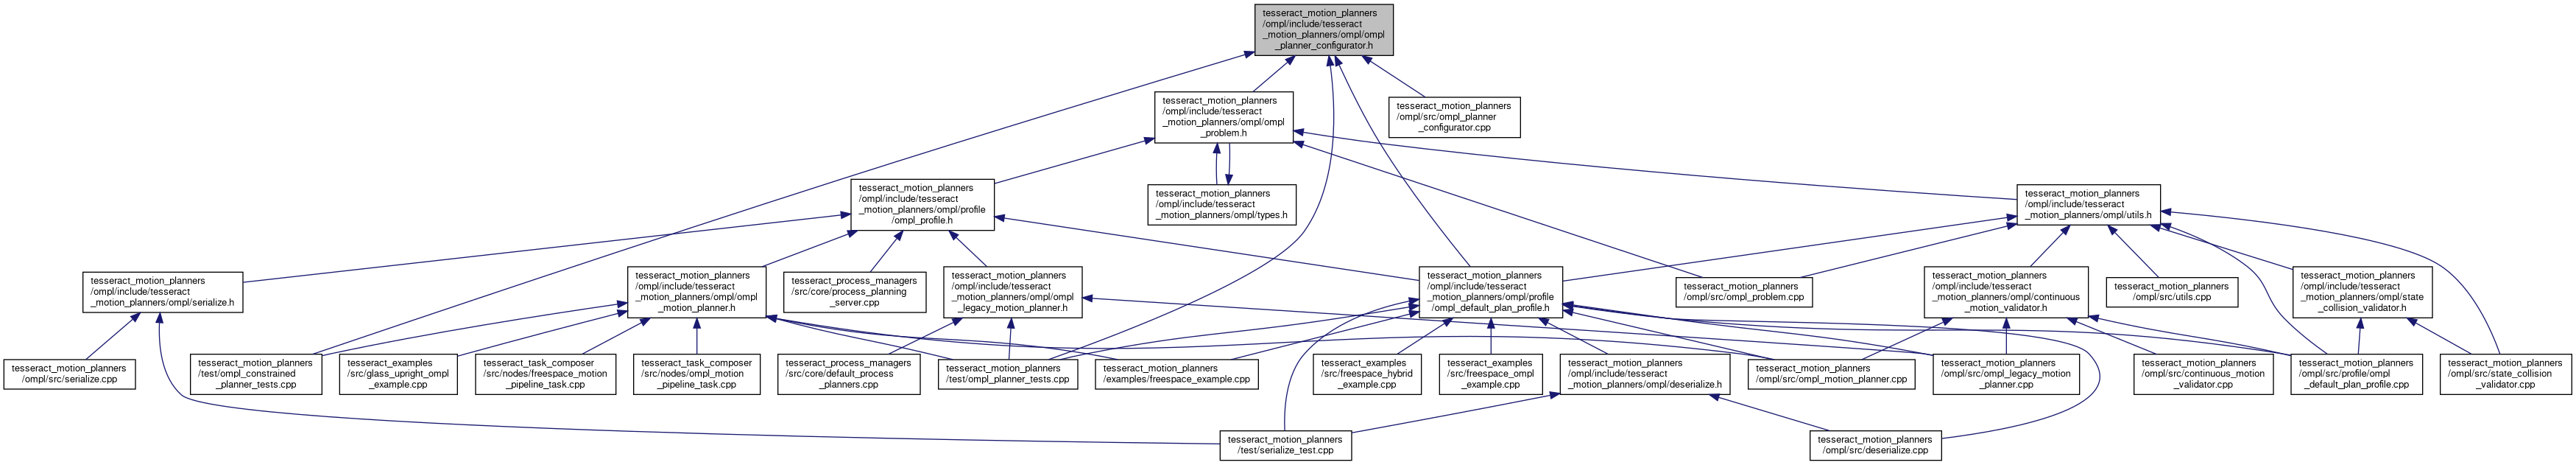 tesseract_motion_planners
/ompl/include/tesseract
_motion_planners/ompl/ompl
_planner_configurator.h
tesseract_motion_planners
/ompl/include/tesseract
_motion_planners/ompl/ompl
_problem.h
tesseract_motion_planners
/ompl/src/ompl_planner
_configurator.cpp
tesseract_motion_planners
/ompl/include/tesseract
_motion_planners/ompl/profile
/ompl_profile.h
tesseract_motion_planners
/ompl/include/tesseract
_motion_planners/ompl/types.h
tesseract_motion_planners
/ompl/include/tesseract
_motion_planners/ompl/utils.h
tesseract_motion_planners
/ompl/include/tesseract
_motion_planners/ompl/serialize.h
tesseract_motion_planners
/ompl/include/tesseract
_motion_planners/ompl/ompl
_motion_planner.h
tesseract_process_managers
/src/core/process_planning
_server.cpp
tesseract_motion_planners
/ompl/include/tesseract
_motion_planners/ompl/ompl
_legacy_motion_planner.h
tesseract_motion_planners
/ompl/include/tesseract
_motion_planners/ompl/profile
/ompl_default_plan_profile.h
tesseract_motion_planners
/ompl/src/ompl_problem.cpp
tesseract_motion_planners
/ompl/include/tesseract
_motion_planners/ompl/continuous
_motion_validator.h
tesseract_motion_planners
/ompl/src/utils.cpp
tesseract_motion_planners
/ompl/include/tesseract
_motion_planners/ompl/state
_collision_validator.h
tesseract_motion_planners
/ompl/src/serialize.cpp
tesseract_motion_planners
/test/ompl_constrained
_planner_tests.cpp
tesseract_examples
/src/glass_upright_ompl
_example.cpp
tesseract_task_composer
/src/nodes/freespace_motion
_pipeline_task.cpp
tesseract_task_composer
/src/nodes/ompl_motion
_pipeline_task.cpp
tesseract_process_managers
/src/core/default_process
_planners.cpp
tesseract_motion_planners
/test/ompl_planner_tests.cpp
tesseract_motion_planners
/examples/freespace_example.cpp
tesseract_examples
/src/freespace_hybrid
_example.cpp
tesseract_examples
/src/freespace_ompl
_example.cpp
tesseract_motion_planners
/ompl/include/tesseract
_motion_planners/ompl/deserialize.h
tesseract_motion_planners
/ompl/src/ompl_motion_planner.cpp
tesseract_motion_planners
/ompl/src/ompl_legacy_motion
_planner.cpp
tesseract_motion_planners
/ompl/src/continuous_motion
_validator.cpp
tesseract_motion_planners
/ompl/src/profile/ompl
_default_plan_profile.cpp
tesseract_motion_planners
/ompl/src/state_collision
_validator.cpp
tesseract_motion_planners
/test/serialize_test.cpp
tesseract_motion_planners
/ompl/src/deserialize.cpp